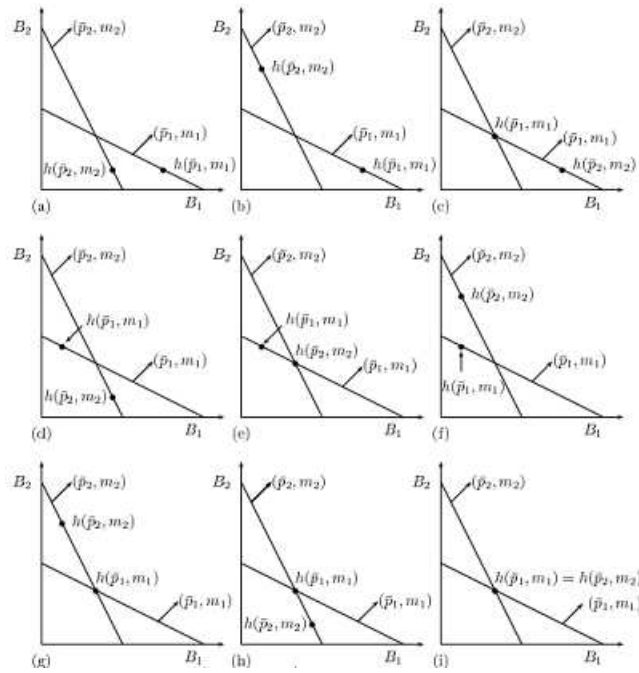 B₂
(p̄₂, m₂)
(p̄₁, m₁)
h(p̄₂, m₂)
h(p̄₁, m₁)
(a)
B₁
(p̄₂, m₂)
B₂
h(p̄₂, m₂)
(p̄₁, m₁)
h(p̄₁, m₁)
(b)
B₁
B₂
(p̄₂, m₂)
h(p̄₁, m₁)
(p̄₁, m₁)
h(p̄₂, m₂)
(c)
B₁
B₂
(p̄₂, m₂)
h(p̄₁, m₁)
(p̄₁, m₁)
h(p̄₂, m₂)
(d)
B₁
B₂
(p̄₂, m₂)
h(p̄₁, m₁)
h(p̄₂, m₂)
(p̄₁, m₁)
(e)
B₁
B₂
(p̄₂, m₂)
h(p̄₂, m₂)
(p̄₁, m₁)
h(p̄₁, m₁)
(f)
B₁
B₂
(p̄₂, m₂)
h(p̄₂, m₂)
h(p̄₁, m₁)
(p̄₁, m₁)
(g)
B₁
B₂
(p̄₂, m₂)
h(p̄₁, m₁)
(p̄₁, m₁)
h(p̄₂, m₂)
(h)
B₁
B₂
(p̄₂, m₂)
h(p̄₁, m₁) = h(p̄₂, m₂)
(p̄₁, m₁)
(i)
B₁